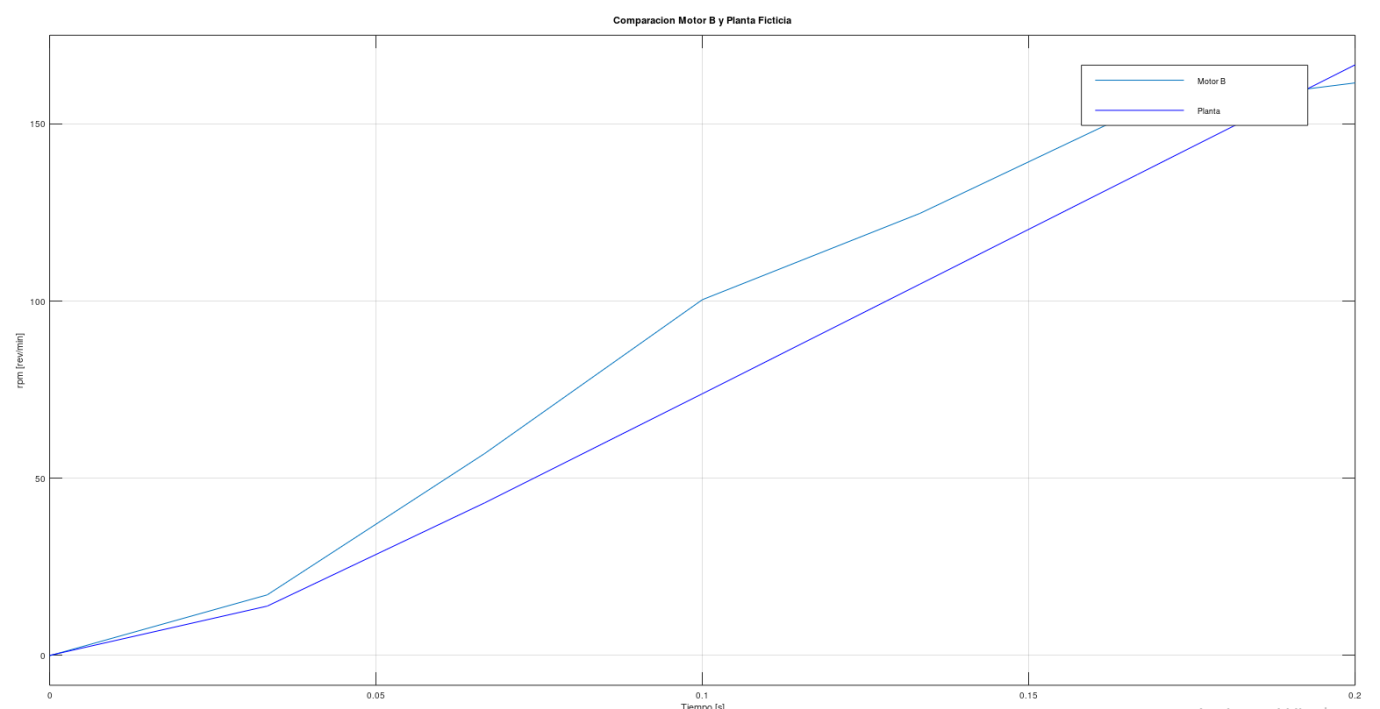 Comparacion Motor B y Planta Ficticia
Motor B
Planta
150
100
50
0
rpm [rev/min]
0
0.05
0.1
0.15
0.2
Tiempo [s]